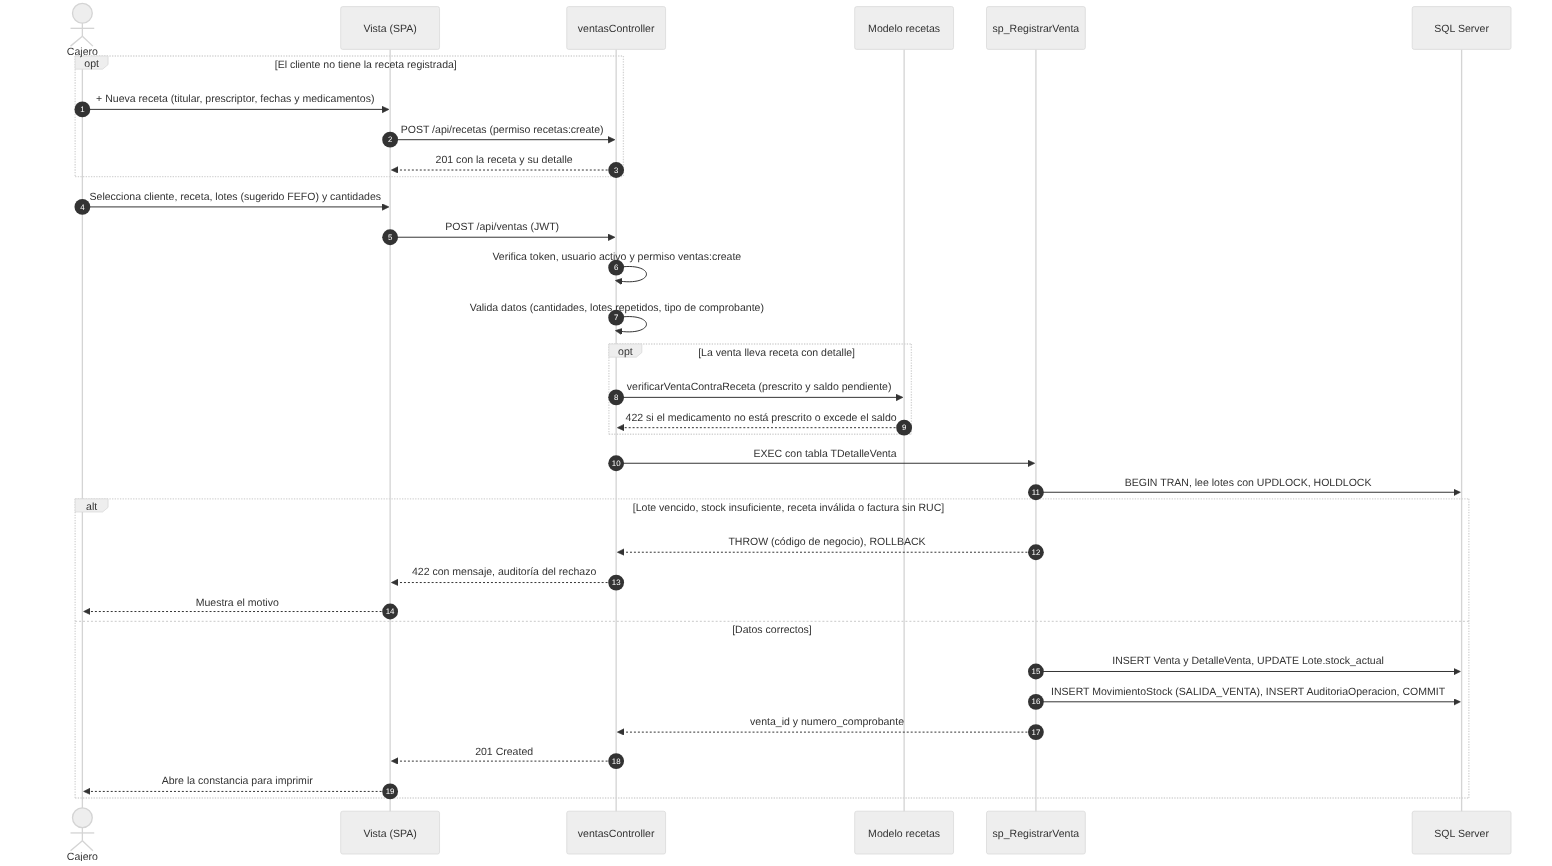 Cajero
Vista (SPA)
ventasController
Modelo recetas
sp_RegistrarVenta
SQL Server
opt
[El cliente no tiene la receta registrada]
1
+ Nueva receta (titular, prescriptor, fechas y medicamentos)
2
POST /api/recetas (permiso recetas:create)
3
201 con la receta y su detalle
4
Selecciona cliente, receta, lotes (sugerido FEFO) y cantidades
5
POST /api/ventas (JWT)
6
Verifica token, usuario activo y permiso ventas:create
7
Valida datos (cantidades, lotes repetidos, tipo de comprobante)
opt
[La venta lleva receta con detalle]
8
verificarVentaContraReceta (prescrito y saldo pendiente)
9
422 si el medicamento no está prescrito o excede el saldo
10
EXEC con tabla TDetalleVenta
11
BEGIN TRAN, lee lotes con UPDLOCK, HOLDLOCK
alt
[Lote vencido, stock insuficiente, receta inválida o factura sin RUC]
12
THROW (código de negocio), ROLLBACK
13
422 con mensaje, auditoría del rechazo
14
Muestra el motivo
[Datos correctos]
15
INSERT Venta y DetalleVenta, UPDATE Lote.stock_actual
16
INSERT MovimientoStock (SALIDA_VENTA), INSERT AuditoriaOperacion, COMMIT
17
venta_id y numero_comprobante
18
201 Created
19
Abre la constancia para imprimir
Cajero
Vista (SPA)
ventasController
Modelo recetas
sp_RegistrarVenta
SQL Server